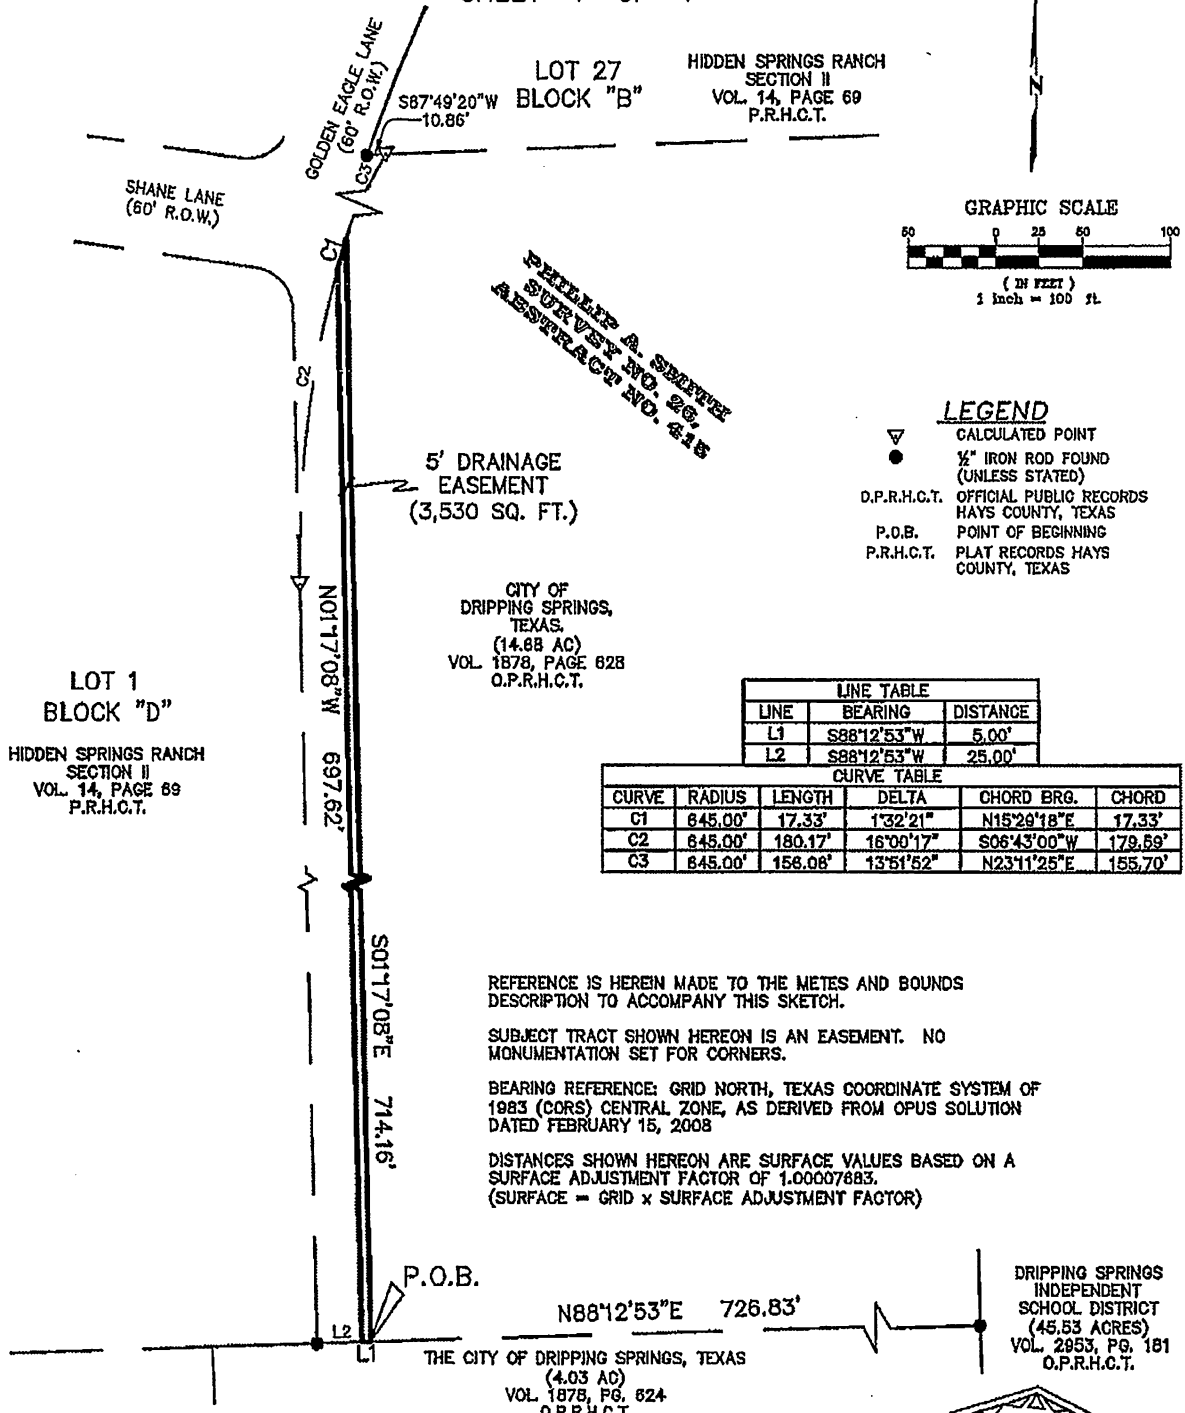 GOLDEN EAGLE LANE
(60' R.O.W.)
S87°49'20"W
10.86'
LOT 27
BLOCK "B"
HIDDEN SPRINGS RANCH
SECTION II
VOL. 14, PAGE 69
P.R.H.C.T.
N
SHANE LANE
(60' R.O.W.)
C3
C1
C2
GRAPHIC SCALE
50 0 25 50 100
( IN FEET )
1 inch = 100 ft.
PHILLIP A. SMITH
SURVEY NO. 26,
ABSTRACT NO. 415
LEGEND
CALCULATED POINT
½" IRON ROD FOUND
(UNLESS STATED)
O.P.R.H.C.T. OFFICIAL PUBLIC RECORDS
HAYS COUNTY, TEXAS
P.O.B. POINT OF BEGINNING
P.R.H.C.T. PLAT RECORDS HAYS
COUNTY, TEXAS
5' DRAINAGE
EASEMENT
(3,530 SQ. FT.)
CITY OF
DRIPPING SPRINGS,
TEXAS.
(14.68 AC)
VOL. 1878, PAGE 628
O.P.R.H.C.T.
N01°17'08"W 697.62'
LOT 1
BLOCK "D"
HIDDEN SPRINGS RANCH
SECTION II
VOL. 14, PAGE 69
P.R.H.C.T.
LINE TABLE
LINE BEARING DISTANCE
L1 S88°12'53"W 5.00'
L2 S88°12'53"W 25.00'
CURVE TABLE
CURVE RADIUS LENGTH DELTA CHORD BRG. CHORD
C1 645.00' 17.33' 1°32'21" N15°29'18"E 17.33'
C2 645.00' 180.17' 16°00'17" S06°43'00"W 179.59'
C3 645.00' 156.08' 13°51'52" N23°11'25"E 155.70'
S01°17'08"E 714.16'
REFERENCE IS HEREIN MADE TO THE METES AND BOUNDS
DESCRIPTION TO ACCOMPANY THIS SKETCH.
SUBJECT TRACT SHOWN HEREON IS AN EASEMENT. NO
MONUMENTATION SET FOR CORNERS.
BEARING REFERENCE: GRID NORTH, TEXAS COORDINATE SYSTEM OF
1983 (CORS) CENTRAL ZONE, AS DERIVED FROM OPUS SOLUTION
DATED FEBRUARY 15, 2008
DISTANCES SHOWN HEREON ARE SURFACE VALUES BASED ON A
SURFACE ADJUSTMENT FACTOR OF 1.00007683.
(SURFACE = GRID x SURFACE ADJUSTMENT FACTOR)
P.O.B.
L2
L1
N88°12'53"E 726.83'
DRIPPING SPRINGS
INDEPENDENT
SCHOOL DISTRICT
(45.53 ACRES)
VOL. 2953, PG. 181
O.P.R.H.C.T.
THE CITY OF DRIPPING SPRINGS, TEXAS
(4.03 AC)
VOL. 1878, PG. 624
O.P.R.H.C.T.